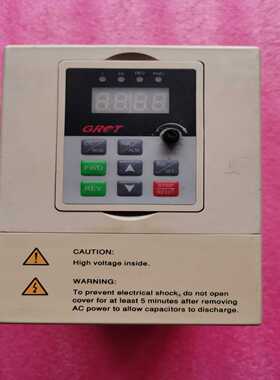 GRET
FWD
REV
STOP
RESET
CAUTION:
High voltage inside.
WARNING:
To prevent electrical shock, do not open
cover for at least 5 minutes after removing
AC power to allow capacitors to discharge.